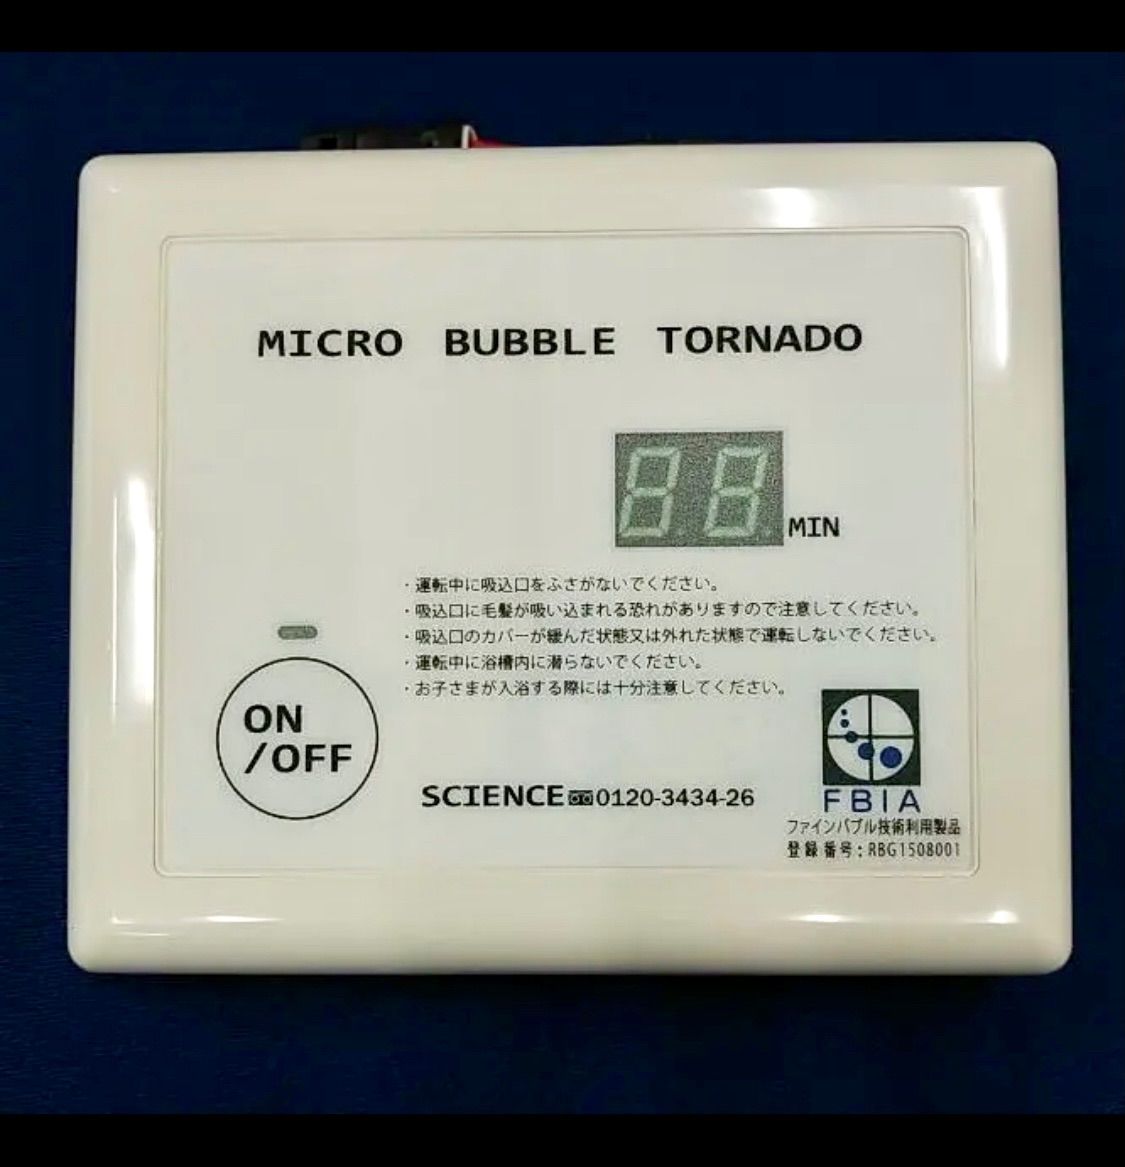 MICRO BUBBLE TORNADO
88 MIN
・運転中に吸込口をふさがないでください。
・吸込口に毛髪が吸い込まれる恐れがありますので注意してください。
・吸込口のカバーが緩んだ状態又は外れた状態で運転しないでください。
・運転中に浴槽内に潜らないでください。
・お子さまが入浴する際には十分注意してください。
ON
/OFF
SCIENCE 0120-3434-26
FBIA
ファインバブル技術利用製品
登録番号:RBG1508001